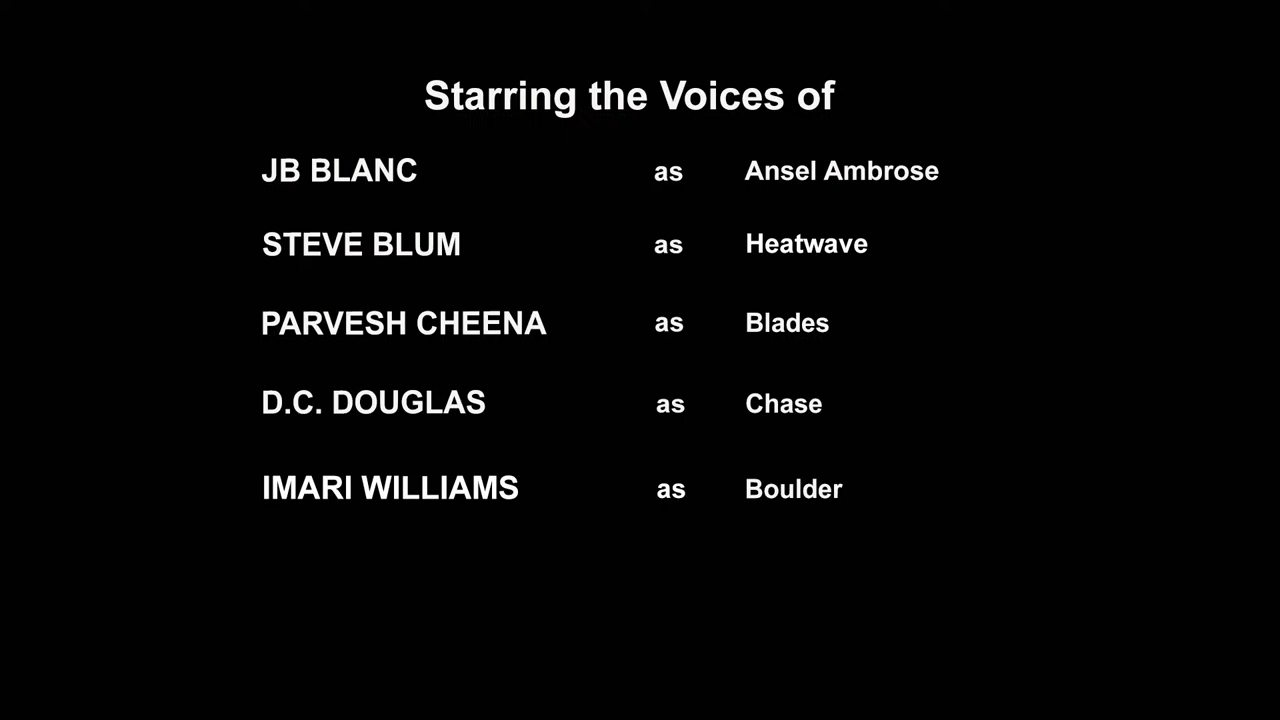 Starring the Voices of
JB BLANC as Ansel Ambrose
STEVE BLUM as Heatwave
PARVESH CHEENA as Blades
D.C. DOUGLAS as Chase
IMARI WILLIAMS as Boulder